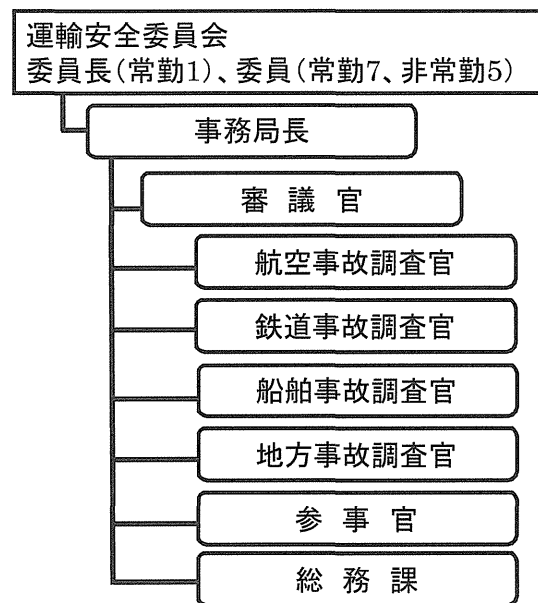 運輸安全委員会
委員長(常勤1)、委員(常勤7、非常勤5)
事務局長
審議官
航空事故調査官
鉄道事故調査官
船舶事故調査官
地方事故調査官
参事官
総務課